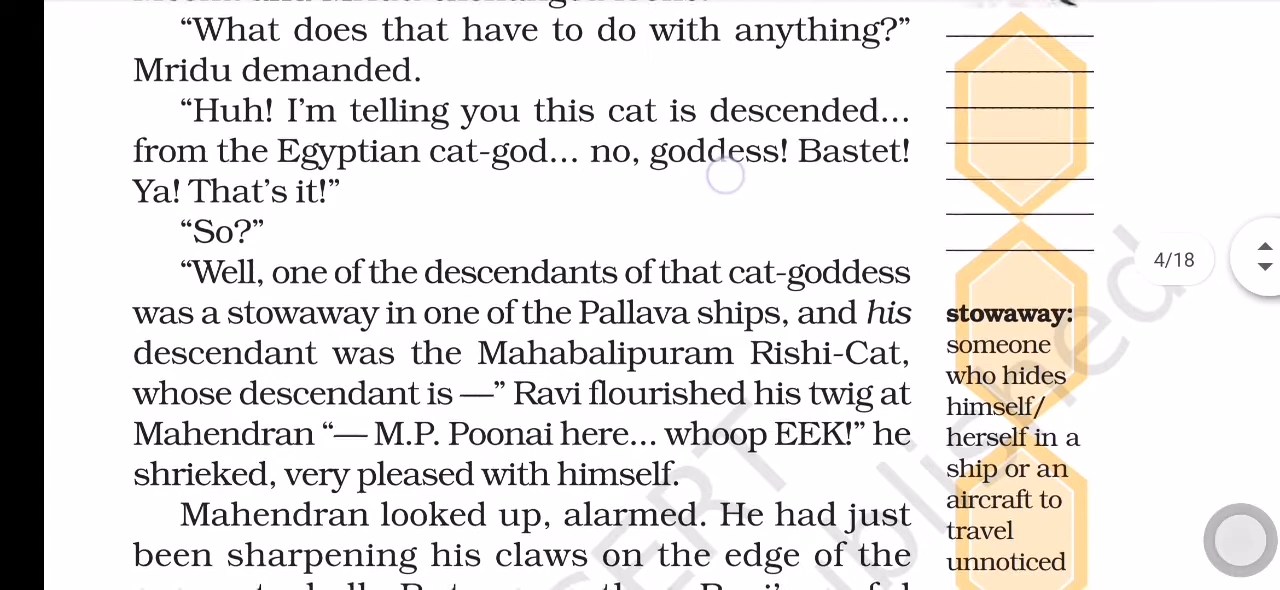 “What does that have to do with anything?”
Mridu demanded.
“Huh! I’m telling you this cat is descended...
from the Egyptian cat-god... no, goddess! Bastet!
Ya! That’s it!”
“So?”
“Well, one of the descendants of that cat-goddess
was a stowaway in one of the Pallava ships, and his
descendant was the Mahabalipuram Rishi-Cat,
whose descendant is —” Ravi flourished his twig at
Mahendran “— M.P. Poonai here... whoop EEK!” he
shrieked, very pleased with himself.
Mahendran looked up, alarmed. He had just
been sharpening his claws on the edge of the
4/18
stowaway:
someone
who hides
himself/
herself in a
ship or an
aircraft to
travel
unnoticed